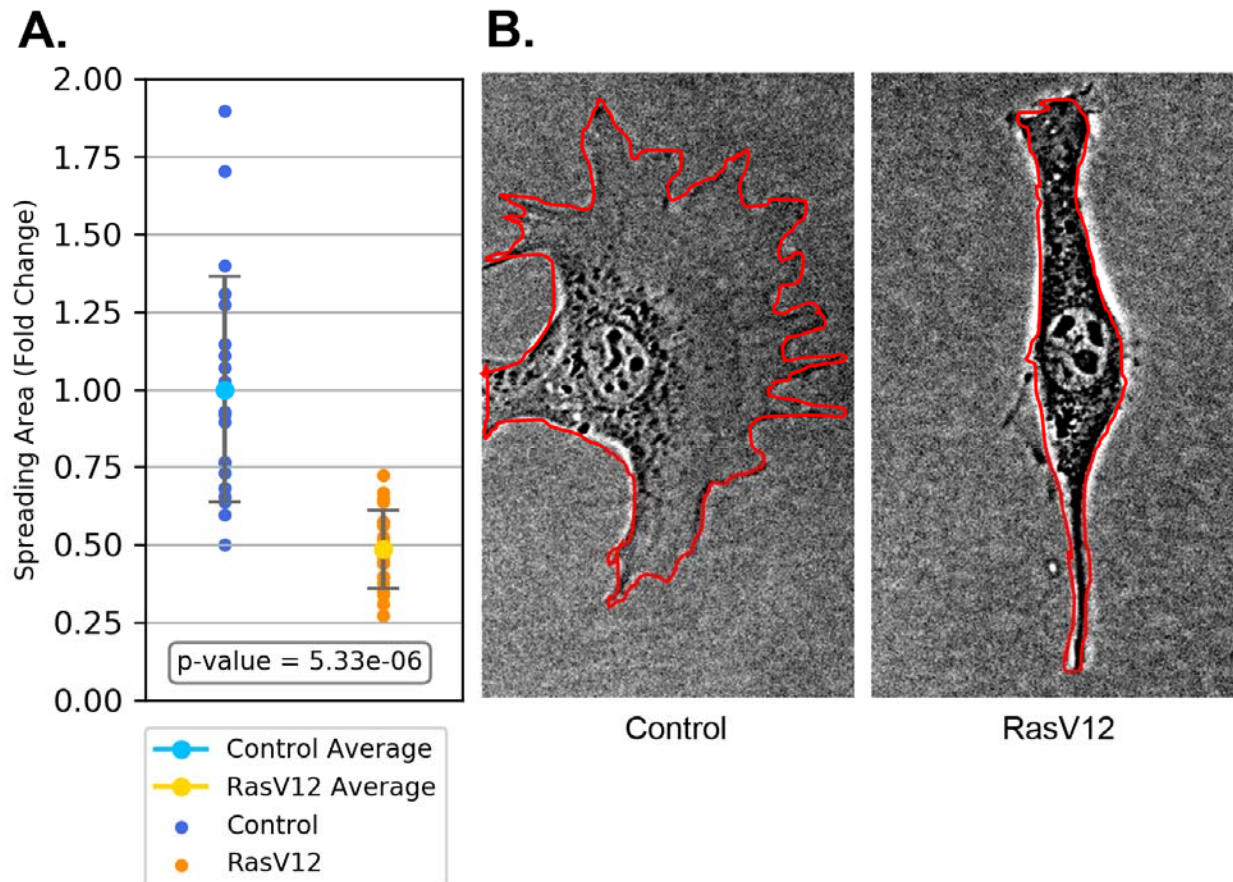 A.
B.
Spreading Area (Fold Change)
2.00
1.75
1.50
1.25
1.00
0.75
0.50
0.25
0.00
p-value = 5.33e-06
Control Average
RasV12 Average
Control
RasV12
Control
RasV12